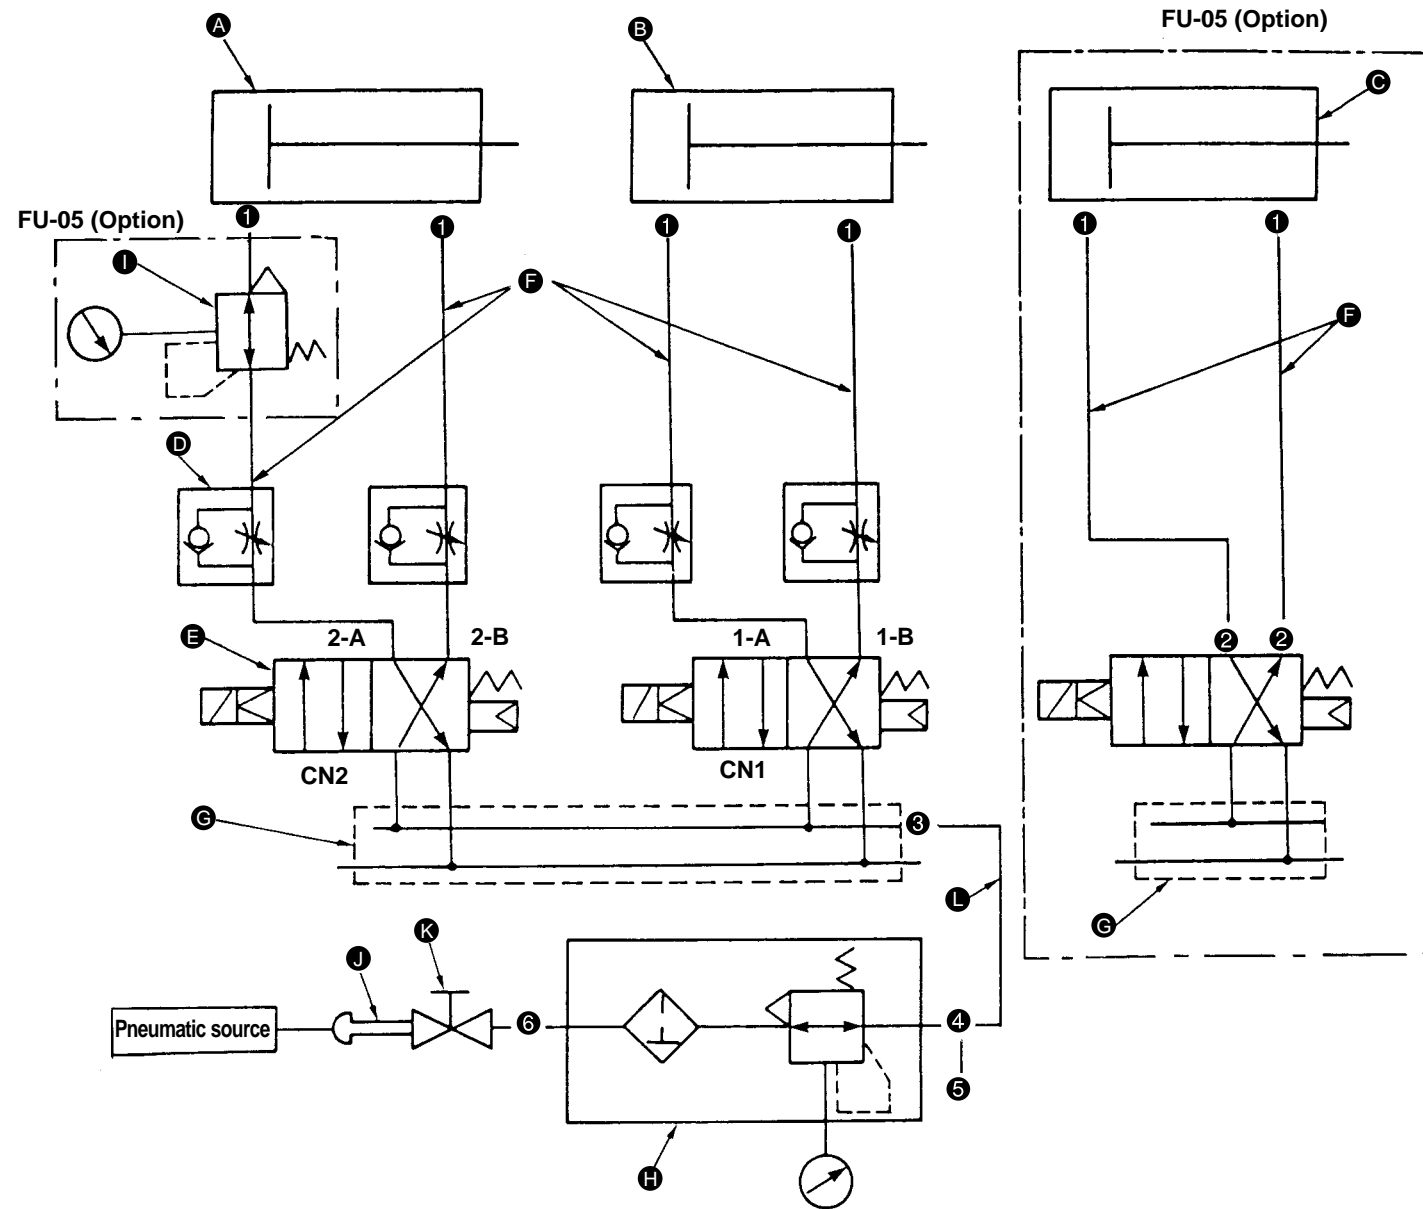 FU-05 (Option)
A
B
C
1
1
1
1
1
1
FU-05 (Option)
I
F
F
D
2-A
2-B
1-A
1-B
2
2
E
CN2
CN1
G
3
L
G
K
J
Pneumatic source
6
4
5
H